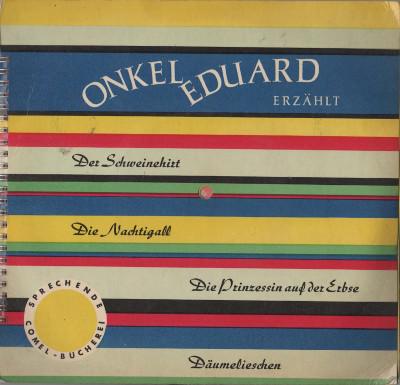 ONKEL EDUARD
ERZÄHLT
Der Schweinehirt
Die Nachtigall
Die Prinzessin auf der Erbse
SPRECHENDE
COMEL-BÜCHEREI
Däumelieschen